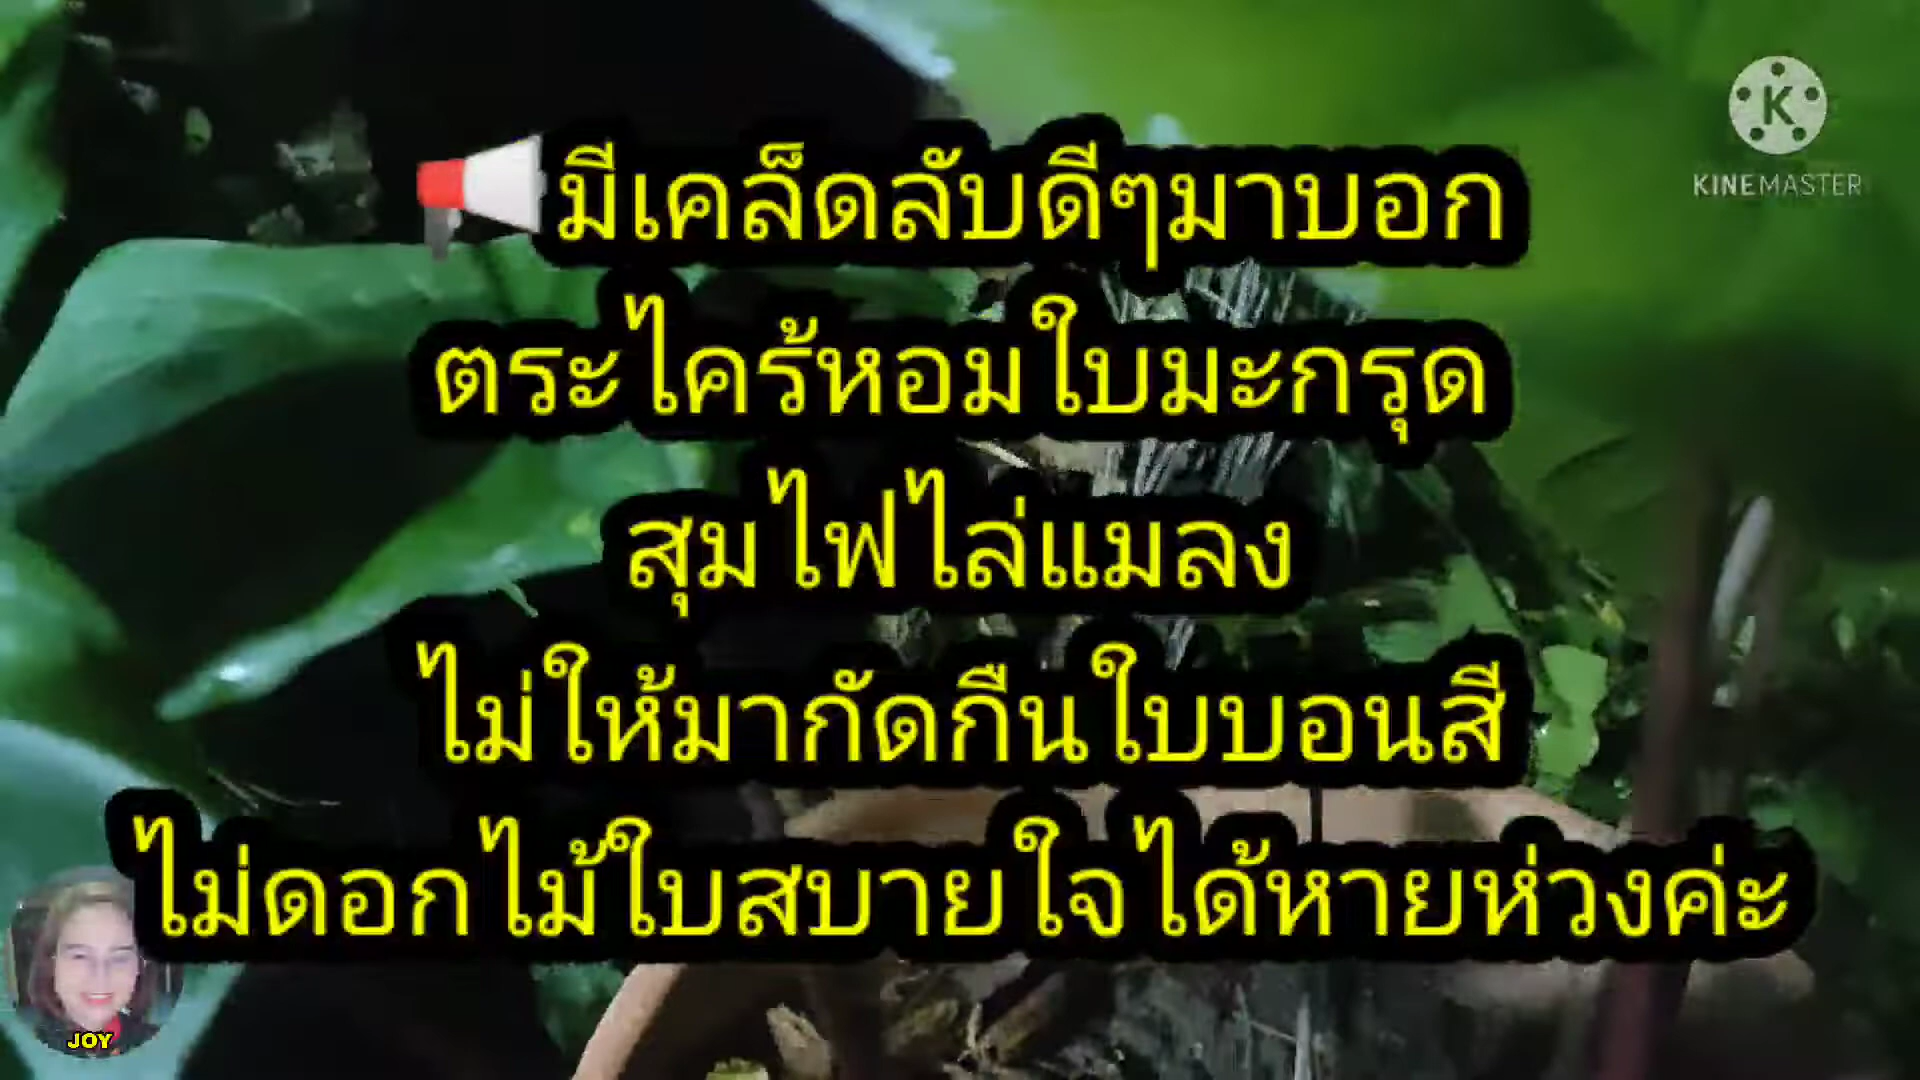 มีเคล็ดลับดีๆมาบอก
ตระไคร้หอมใบมะกรุด
สุมไฟไล่แมลง
ไม่ให้มากัดกืนใบบอนสี
ไม่ดอกไม้ใบสบายใจได้หายห่วงค่ะ
K
KINEMASTER
JOY